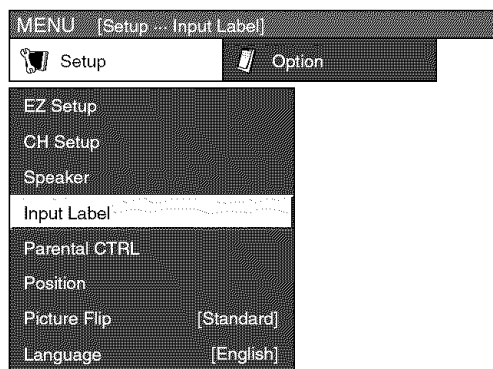 MENU [Setup ... Input Label]
Setup Option
EZ Setup
CH Setup
Speaker
Input Label
Parental CTRL
Position
Picture Flip [Standard]
Language [English]